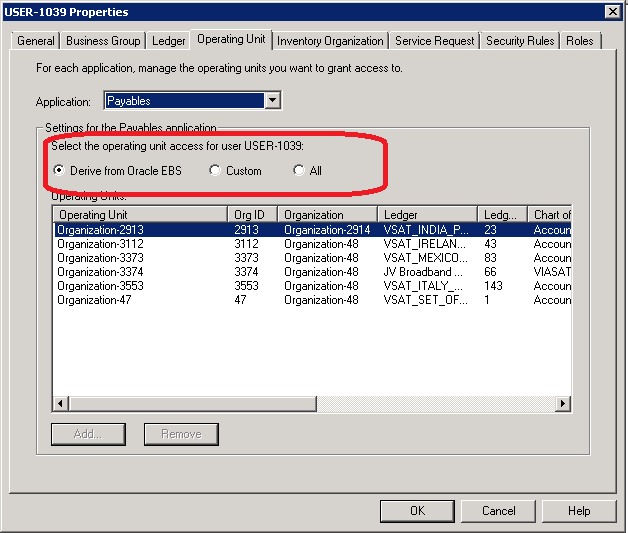 USER-1039 Properties
General Business Group Ledger Operating Unit Inventory Organization Service Request Security Rules Roles
For each application, manage the operating units you want to grant access to.
Application: Payables
Settings for the Payables application
Select the operating unit access for user USER-1039:
Derive from Oracle EBS Custom All
Operating Units:
Operating Unit Org ID Organization Ledger Ledg... Chart of
Organization-2913 2913 Organization-2914 VSAT_INDIA_P... 23 Accoun
Organization-3112 3112 Organization-48 VSAT_IRELAN... 43 Accoun
Organization-3373 3373 Organization-48 VSAT_MEXICO... 83 Accoun
Organization-3374 3374 Organization-48 JV Broadband ... 66 VIASAT
Organization-3553 3553 Organization-48 VSAT_ITALY_... 143 Accoun
Organization-47 47 Organization-48 VSAT_SET_OF... 1 Accoun
Add... Remove
OK Cancel Help